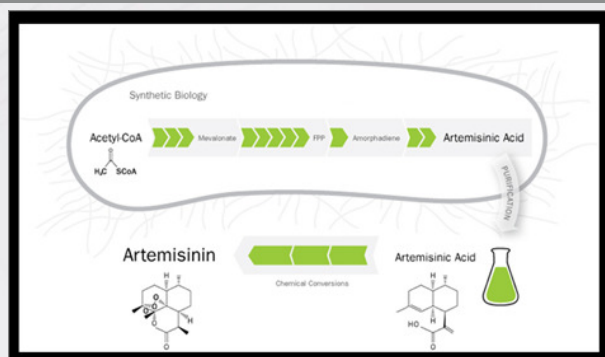 Synthetic Biology
Acetyl-CoA
Mevalonate
FPP
Amorphadiene
Artemisinic Acid
O
H₃C
SCoA
PURIFICATION
Artemisinin
Chemical Conversions
Artemisinic Acid
H
O
O
H
O
H
O
O
H
H
HO
O